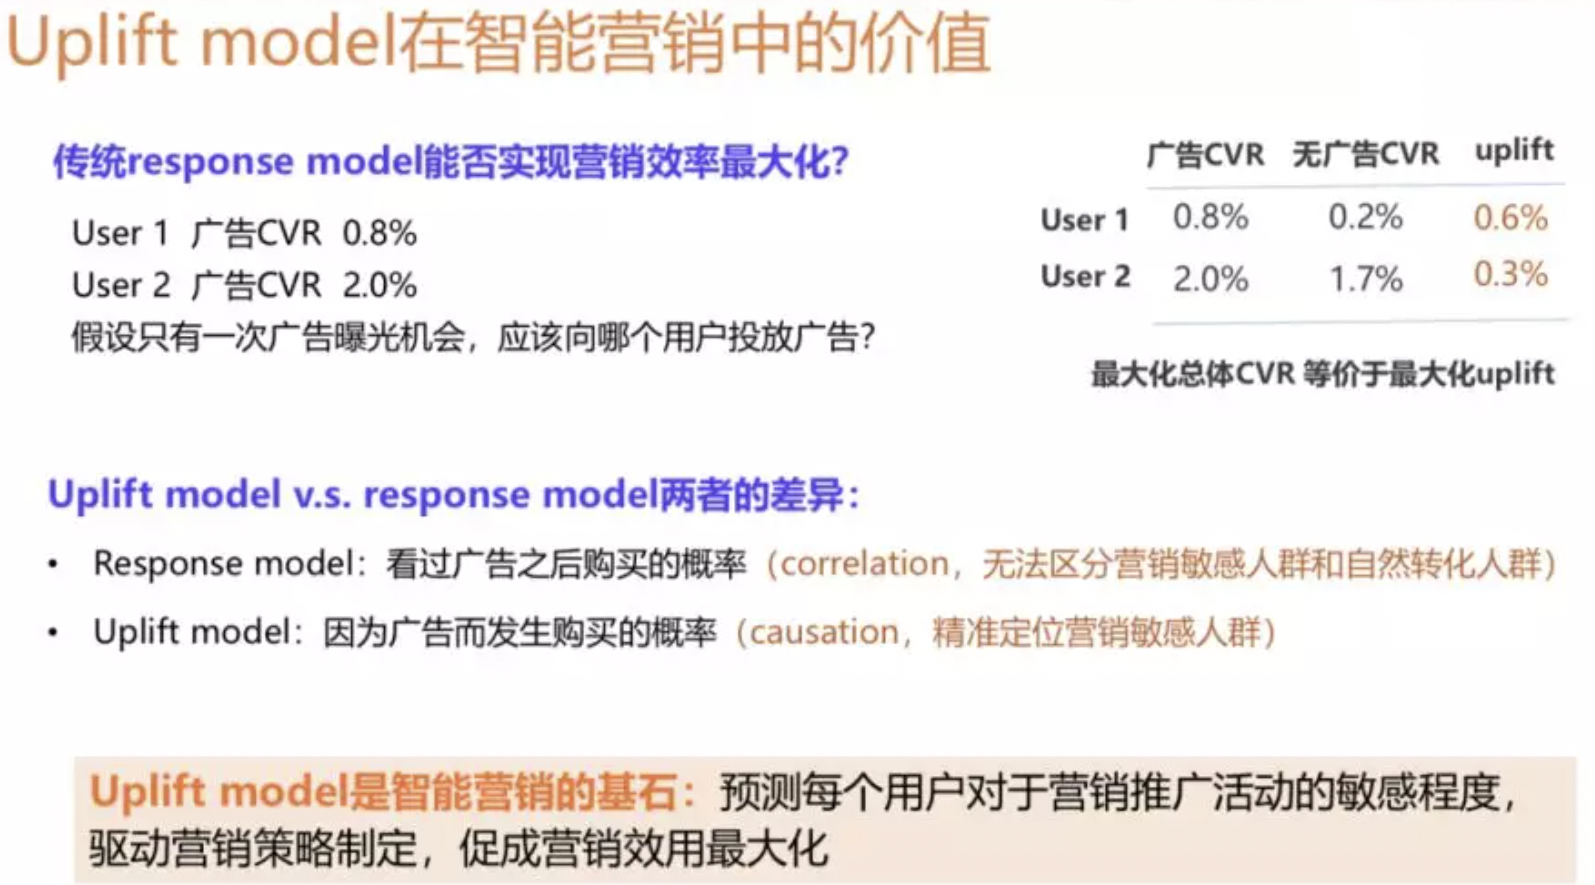 Uplift model在智能营销中的价值
传统response model能否实现营销效率最大化?
User 1 广告CVR 0.8%
User 2 广告CVR 2.0%
假设只有一次广告曝光机会，应该向哪个用户投放广告?
广告CVR 无广告CVR uplift
User 1 0.8% 0.2% 0.6%
User 2 2.0% 1.7% 0.3%
最大化总体CVR 等价于最大化uplift
Uplift model v.s. response model两者的差异：
• Response model：看过广告之后购买的概率（correlation，无法区分营销敏感人群和自然转化人群）
• Uplift model：因为广告而发生购买的概率（causation，精准定位营销敏感人群）
Uplift model是智能营销的基石：预测每个用户对于营销推广活动的敏感程度，
驱动营销策略制定，促成营销效用最大化